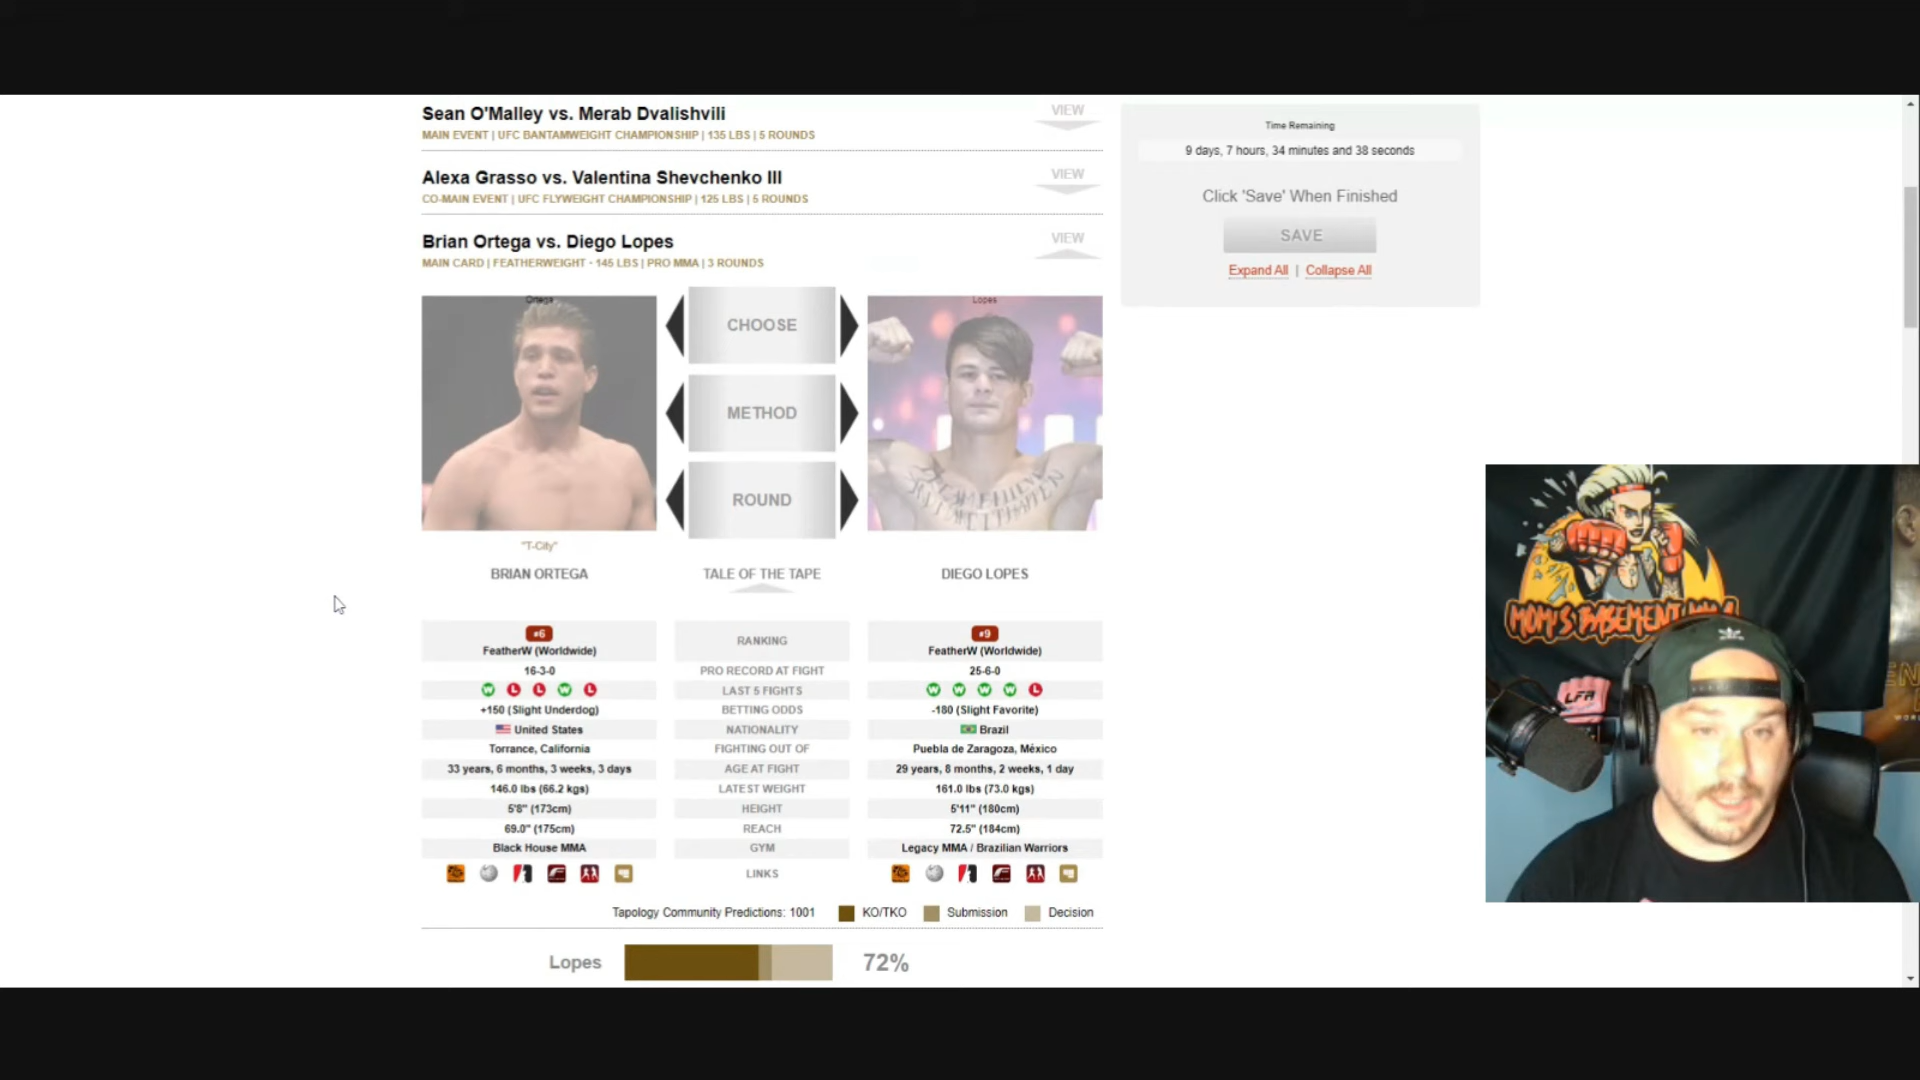 Sean O'Malley vs. Merab Dvalishvili
VIEW
MAIN EVENT | UFC BANTAMWEIGHT CHAMPIONSHIP | 135 LBS | 5 ROUNDS
Alexa Grasso vs. Valentina Shevchenko III
VIEW
CO-MAIN EVENT | UFC FLYWEIGHT CHAMPIONSHIP | 125 LBS | 5 ROUNDS
Brian Ortega vs. Diego Lopes
VIEW
MAIN CARD | FEATHERWEIGHT - 145 LBS | PRO MMA | 3 ROUNDS
Time Remaining
9 days, 7 hours, 34 minutes and 38 seconds
Click 'Save' When Finished
SAVE
Expand All | Collapse All
Ortega
Lopes
CHOOSE
METHOD
ROUND
"T-City"
BRIAN ORTEGA TALE OF THE TAPE DIEGO LOPES
#6 #9
FeatherW (Worldwide) RANKING FeatherW (Worldwide)
16-3-0 PRO RECORD AT FIGHT 25-6-0
W L L W L LAST 5 FIGHTS W W W W L
+150 (Slight Underdog) BETTING ODDS -180 (Slight Favorite)
United States NATIONALITY Brazil
Torrance, California FIGHTING OUT OF Puebla de Zaragoza, México
33 years, 6 months, 3 weeks, 3 days AGE AT FIGHT 29 years, 8 months, 2 weeks, 1 day
146.0 lbs (66.2 kgs) LATEST WEIGHT 161.0 lbs (73.0 kgs)
5'8" (173cm) HEIGHT 5'11" (180cm)
69.0" (175cm) REACH 72.5" (184cm)
Black House MMA GYM Legacy MMA / Brazilian Warriors
LINKS
Tapology Community Predictions: 1001 KO/TKO Submission Decision
Lopes 72%
MOM'S BASEMENT MMA
LFA